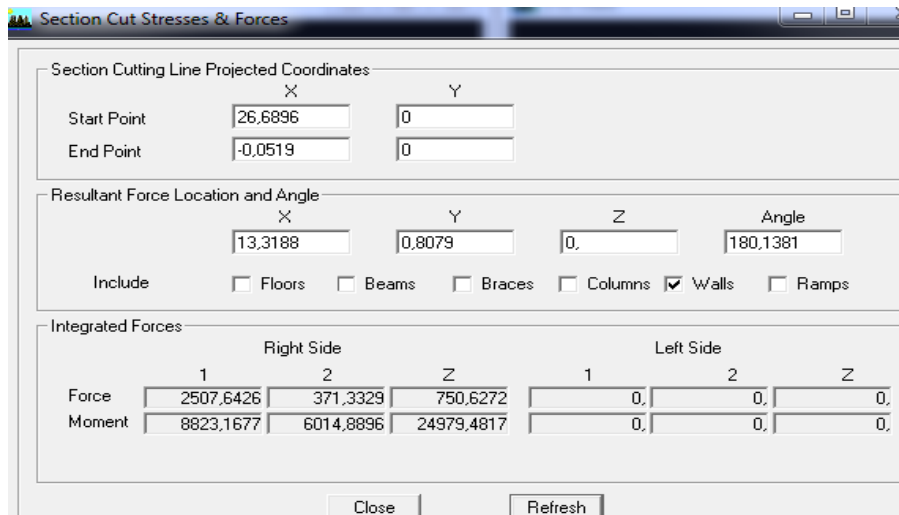 Section Cut Stresses & Forces
Section Cutting Line Projected Coordinates
X Y
Start Point 26,6896 0
End Point -0,0519 0
Resultant Force Location and Angle
X Y Z Angle
13,3188 0,8079 0, 180,1381
Include Floors Beams Braces Columns Walls Ramps
Integrated Forces
Right Side Left Side
1 2 Z 1 2 Z
Force 2507,6426 371,3329 750,6272 0, 0, 0,
Moment 8823,1677 6014,8896 24979,4817 0, 0, 0,
Close Refresh